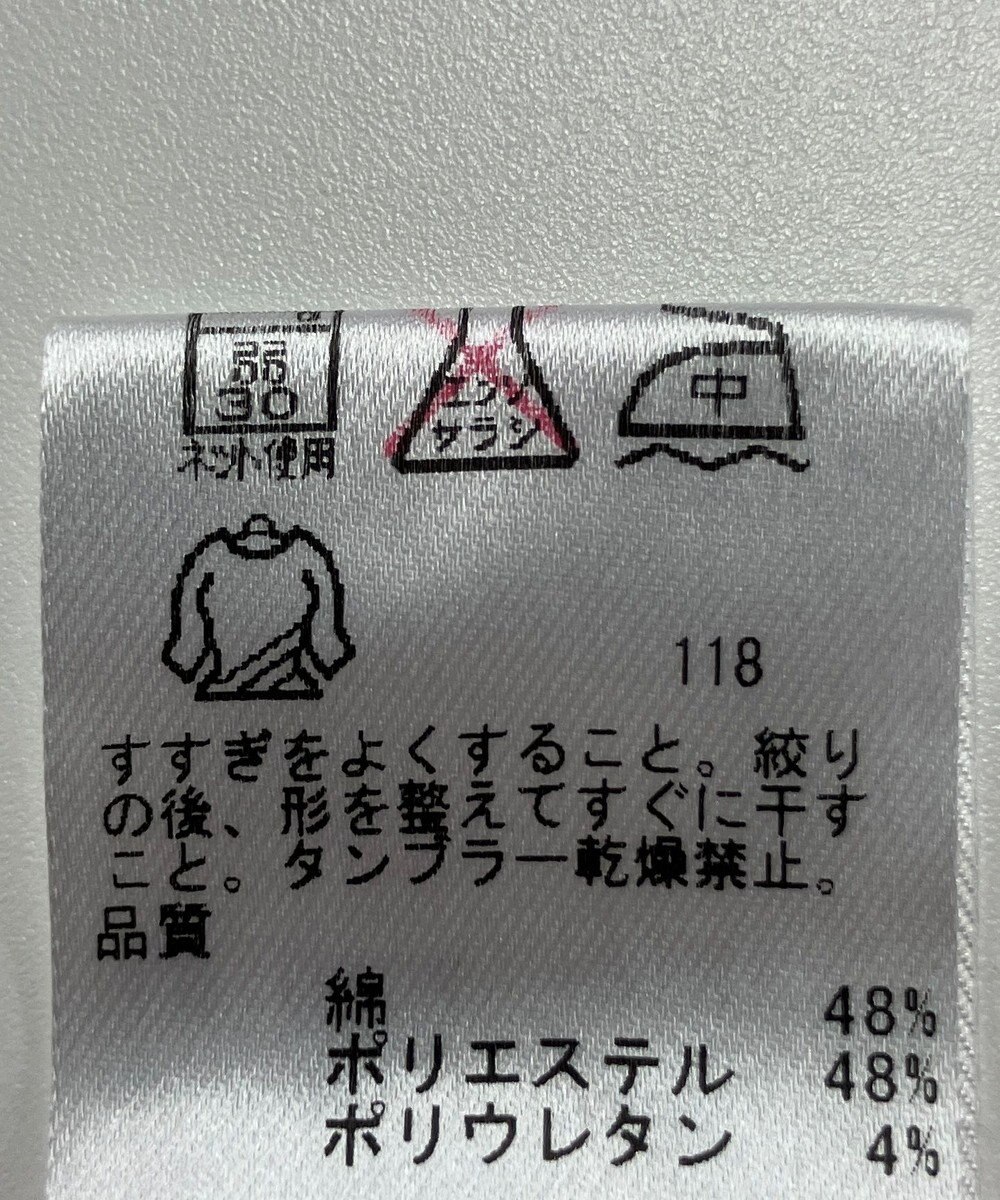 弱
30
ネット使用
エンソ
サラシ
中
118
すすぎをよくすること。絞り
の後、形を整えてすぐに干す
こと。タンブラー乾燥禁止。
品質
綿 48%
ポリエステル 48%
ポリウレタン 4%